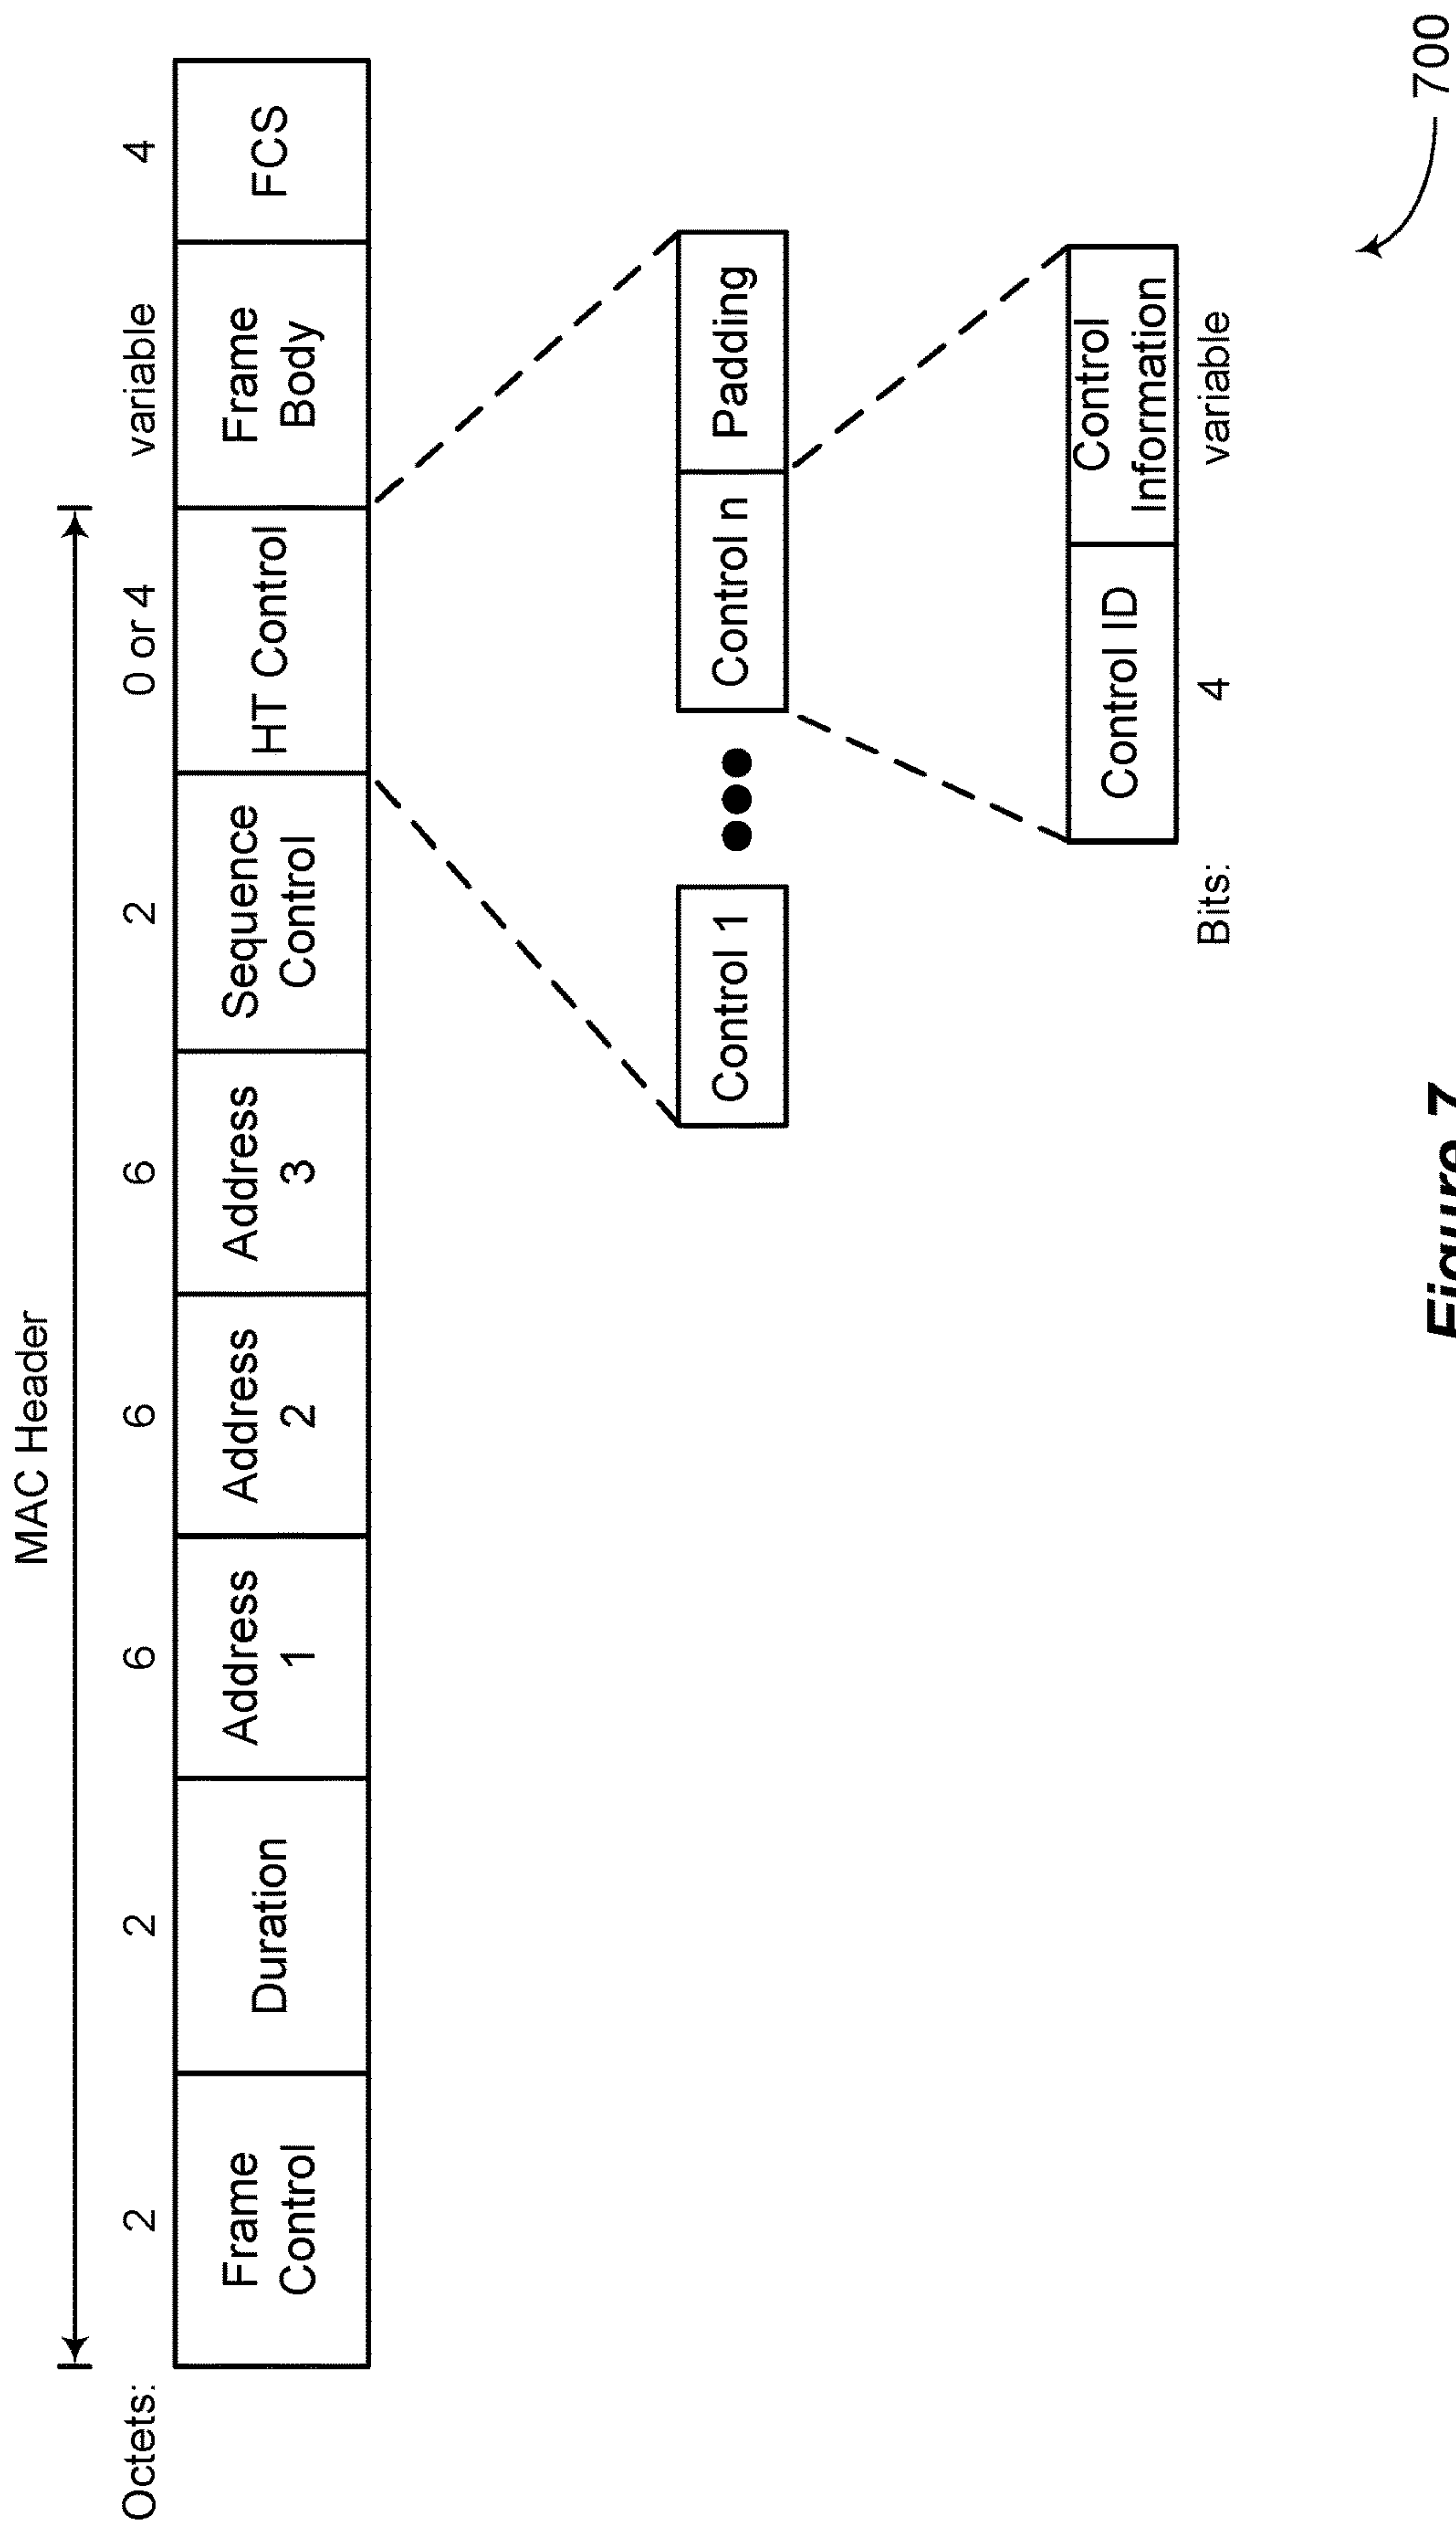 MAC Header
Octets: 2 2 6 6 6 2 0 or 4 variable 4
Frame
Control
Duration
Address
1
Address
2
Address
3
Sequence
Control
HT Control
Frame
Body
FCS
Control 1
Control n
Padding
Control ID
Control
Information
Bits: 4 variable
700
Figure 7